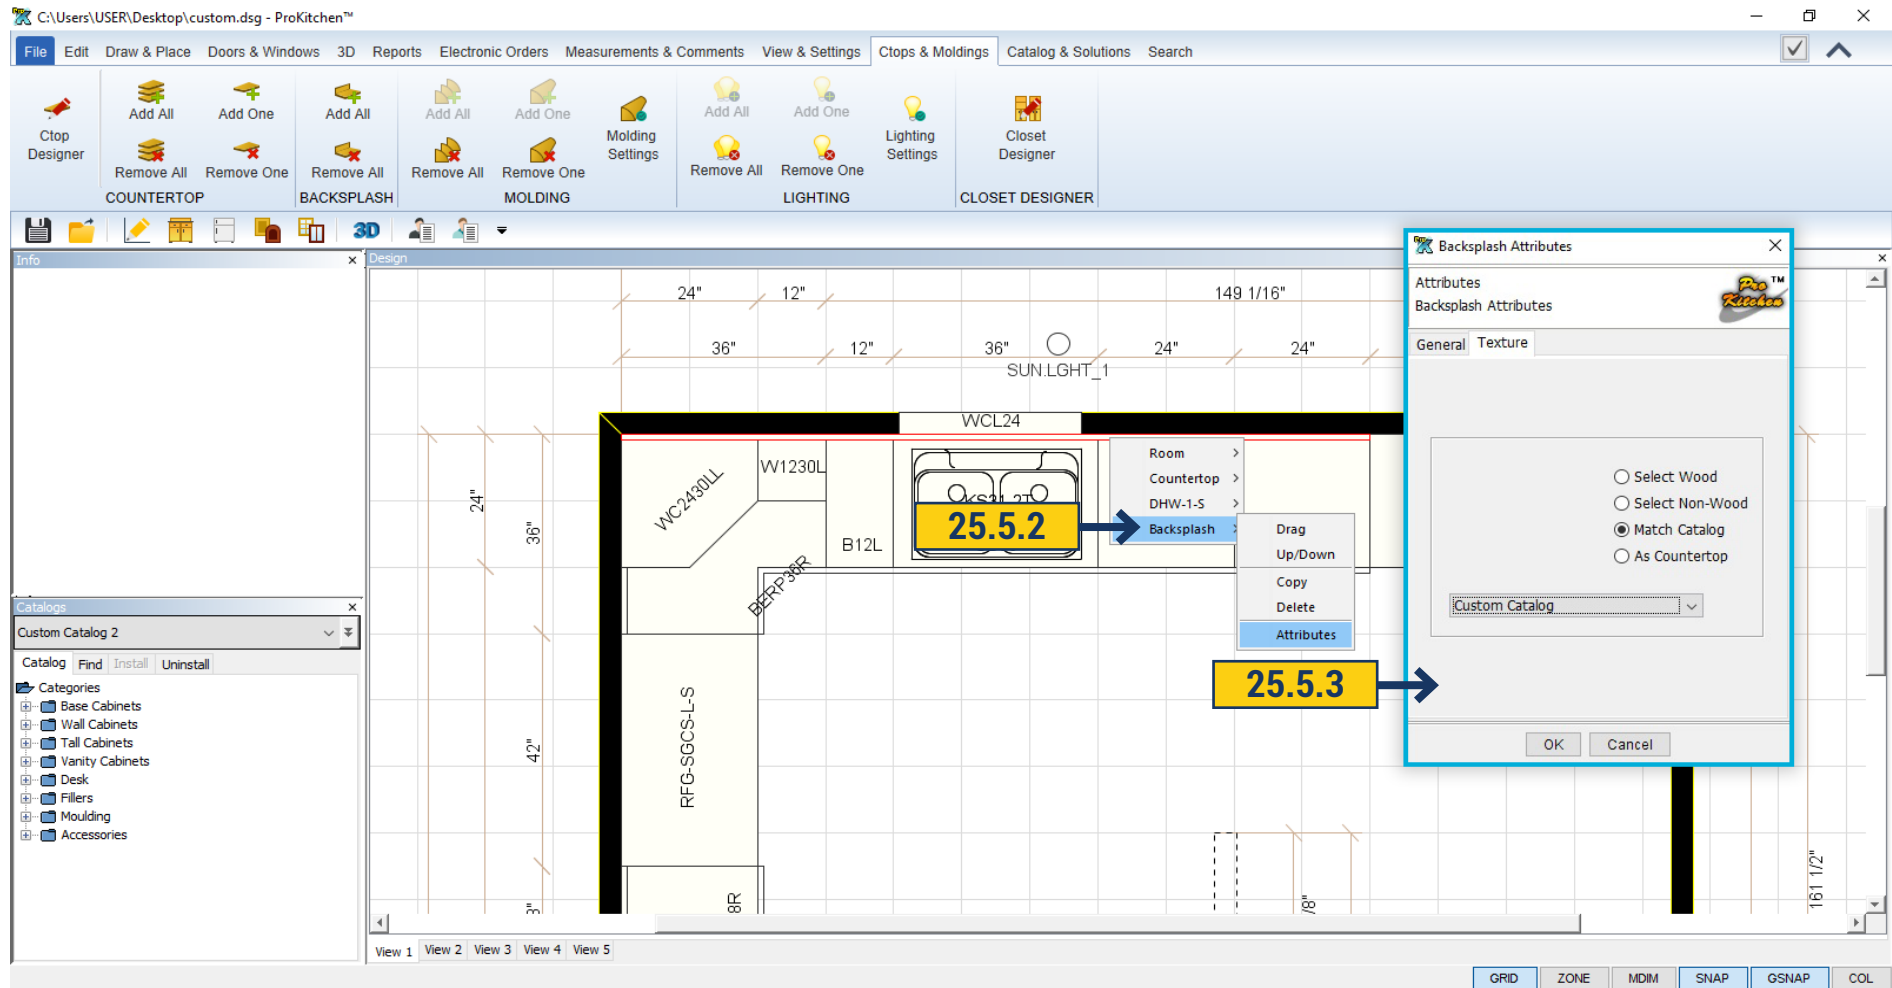 C:\Users\USER\Desktop\custom.dsg - ProKitchen™
File Edit Draw & Place Doors & Windows 3D Reports Electronic Orders Measurements & Comments View & Settings Ctops & Moldings Catalog & Solutions Search
Ctop Designer
Add All
Add One
Remove All
Remove One
COUNTERTOP
Add All
Remove All
BACKSPLASH
Add All
Add One
Remove All
Remove One
Molding Settings
MOLDING
Add All
Add One
Remove All
Remove One
Lighting Settings
LIGHTING
Closet Designer
CLOSET DESIGNER
3D
Info
Design
Catalogs
Custom Catalog 2
Catalog Find Install Uninstall
Categories
Base Cabinets
Wall Cabinets
Tall Cabinets
Vanity Cabinets
Desk
Fillers
Moulding
Accessories
24" 12" 149 1/16"
36" 12" 36" 24" 24"
SUN.LGHT_1
WCL24
WC2430LL
W1230L
24"
36"
B12L
BERP36R
RFG-SGCS-L-S
42"
8R
161 1/2"
Room
Countertop
DHW-1-S
Backsplash
25.5.2
Drag
Up/Down
Copy
Delete
Attributes
25.5.3
Backsplash Attributes
Attributes
Backsplash Attributes
Pro Kitchen ™
General Texture
Select Wood
Select Non-Wood
Match Catalog
As Countertop
Custom Catalog
OK Cancel
View 1 View 2 View 3 View 4 View 5
GRID ZONE MDIM SNAP GSNAP COL